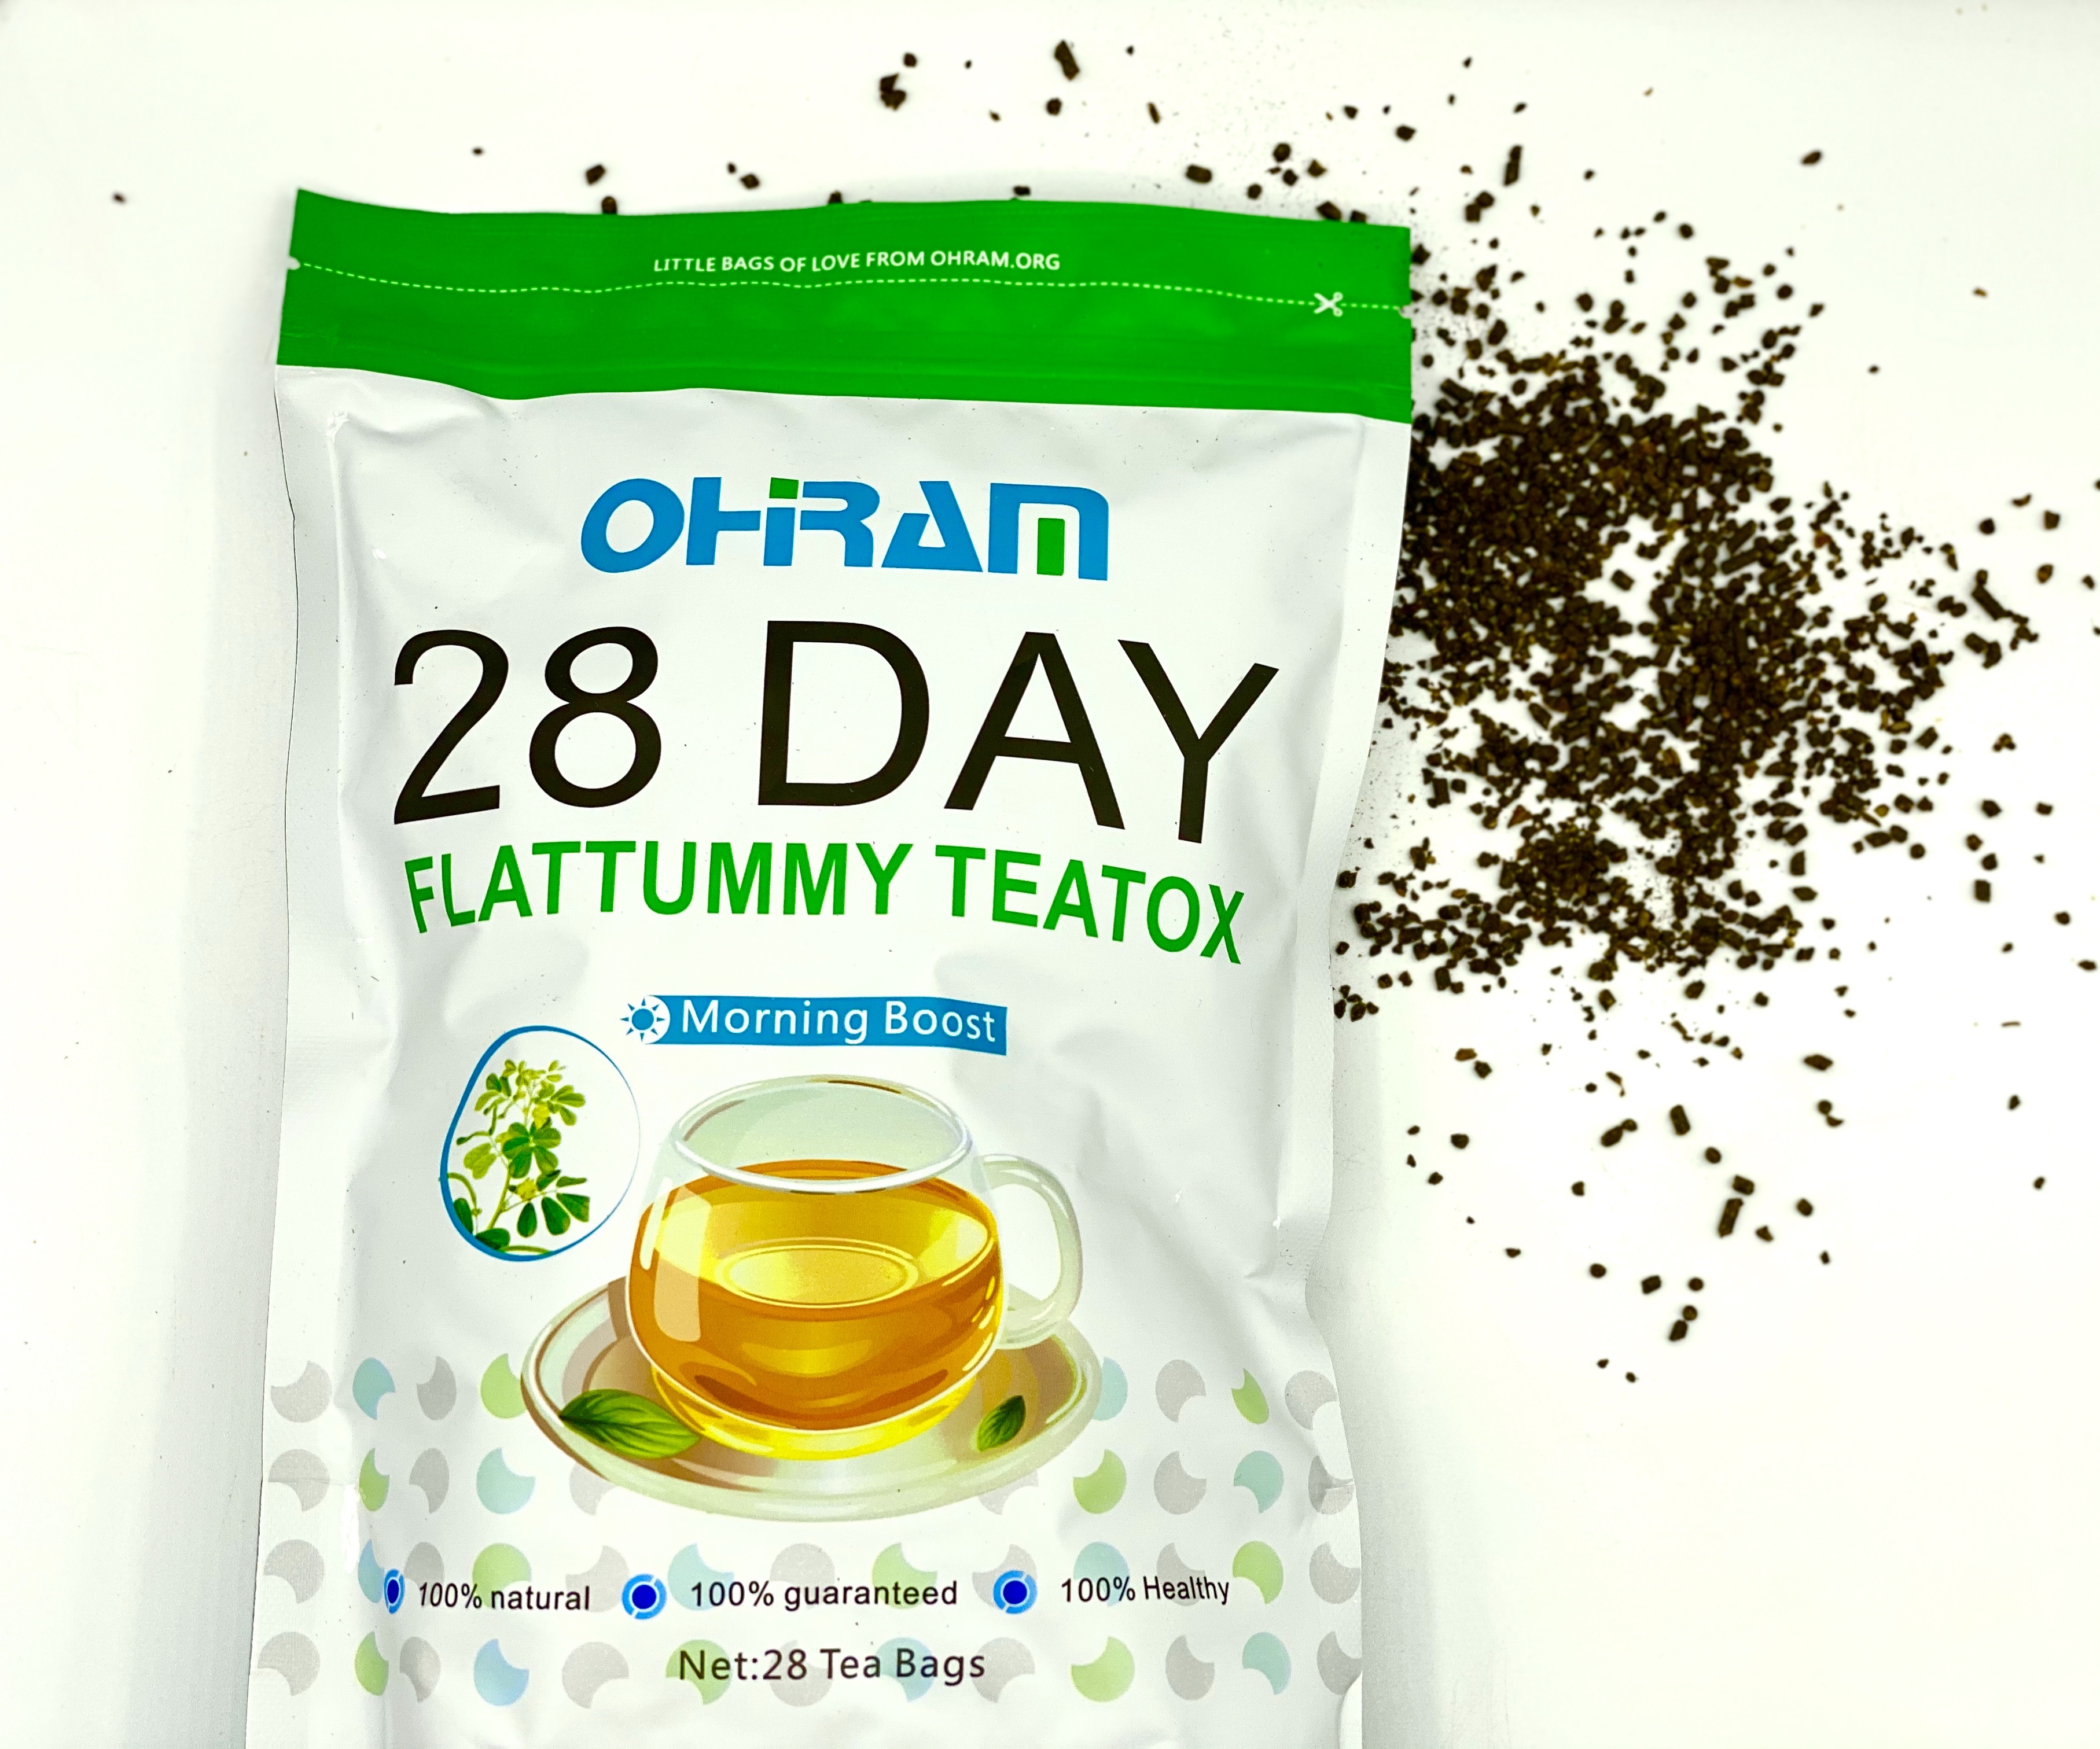 LITTLE BAGS OF LOVE FROM OHRAM.ORG
OHRAM
28 DAY
FLATTUMMY TEATOX
Morning Boost
100% natural 100% guaranteed 100% Healthy
Net:28 Tea Bags